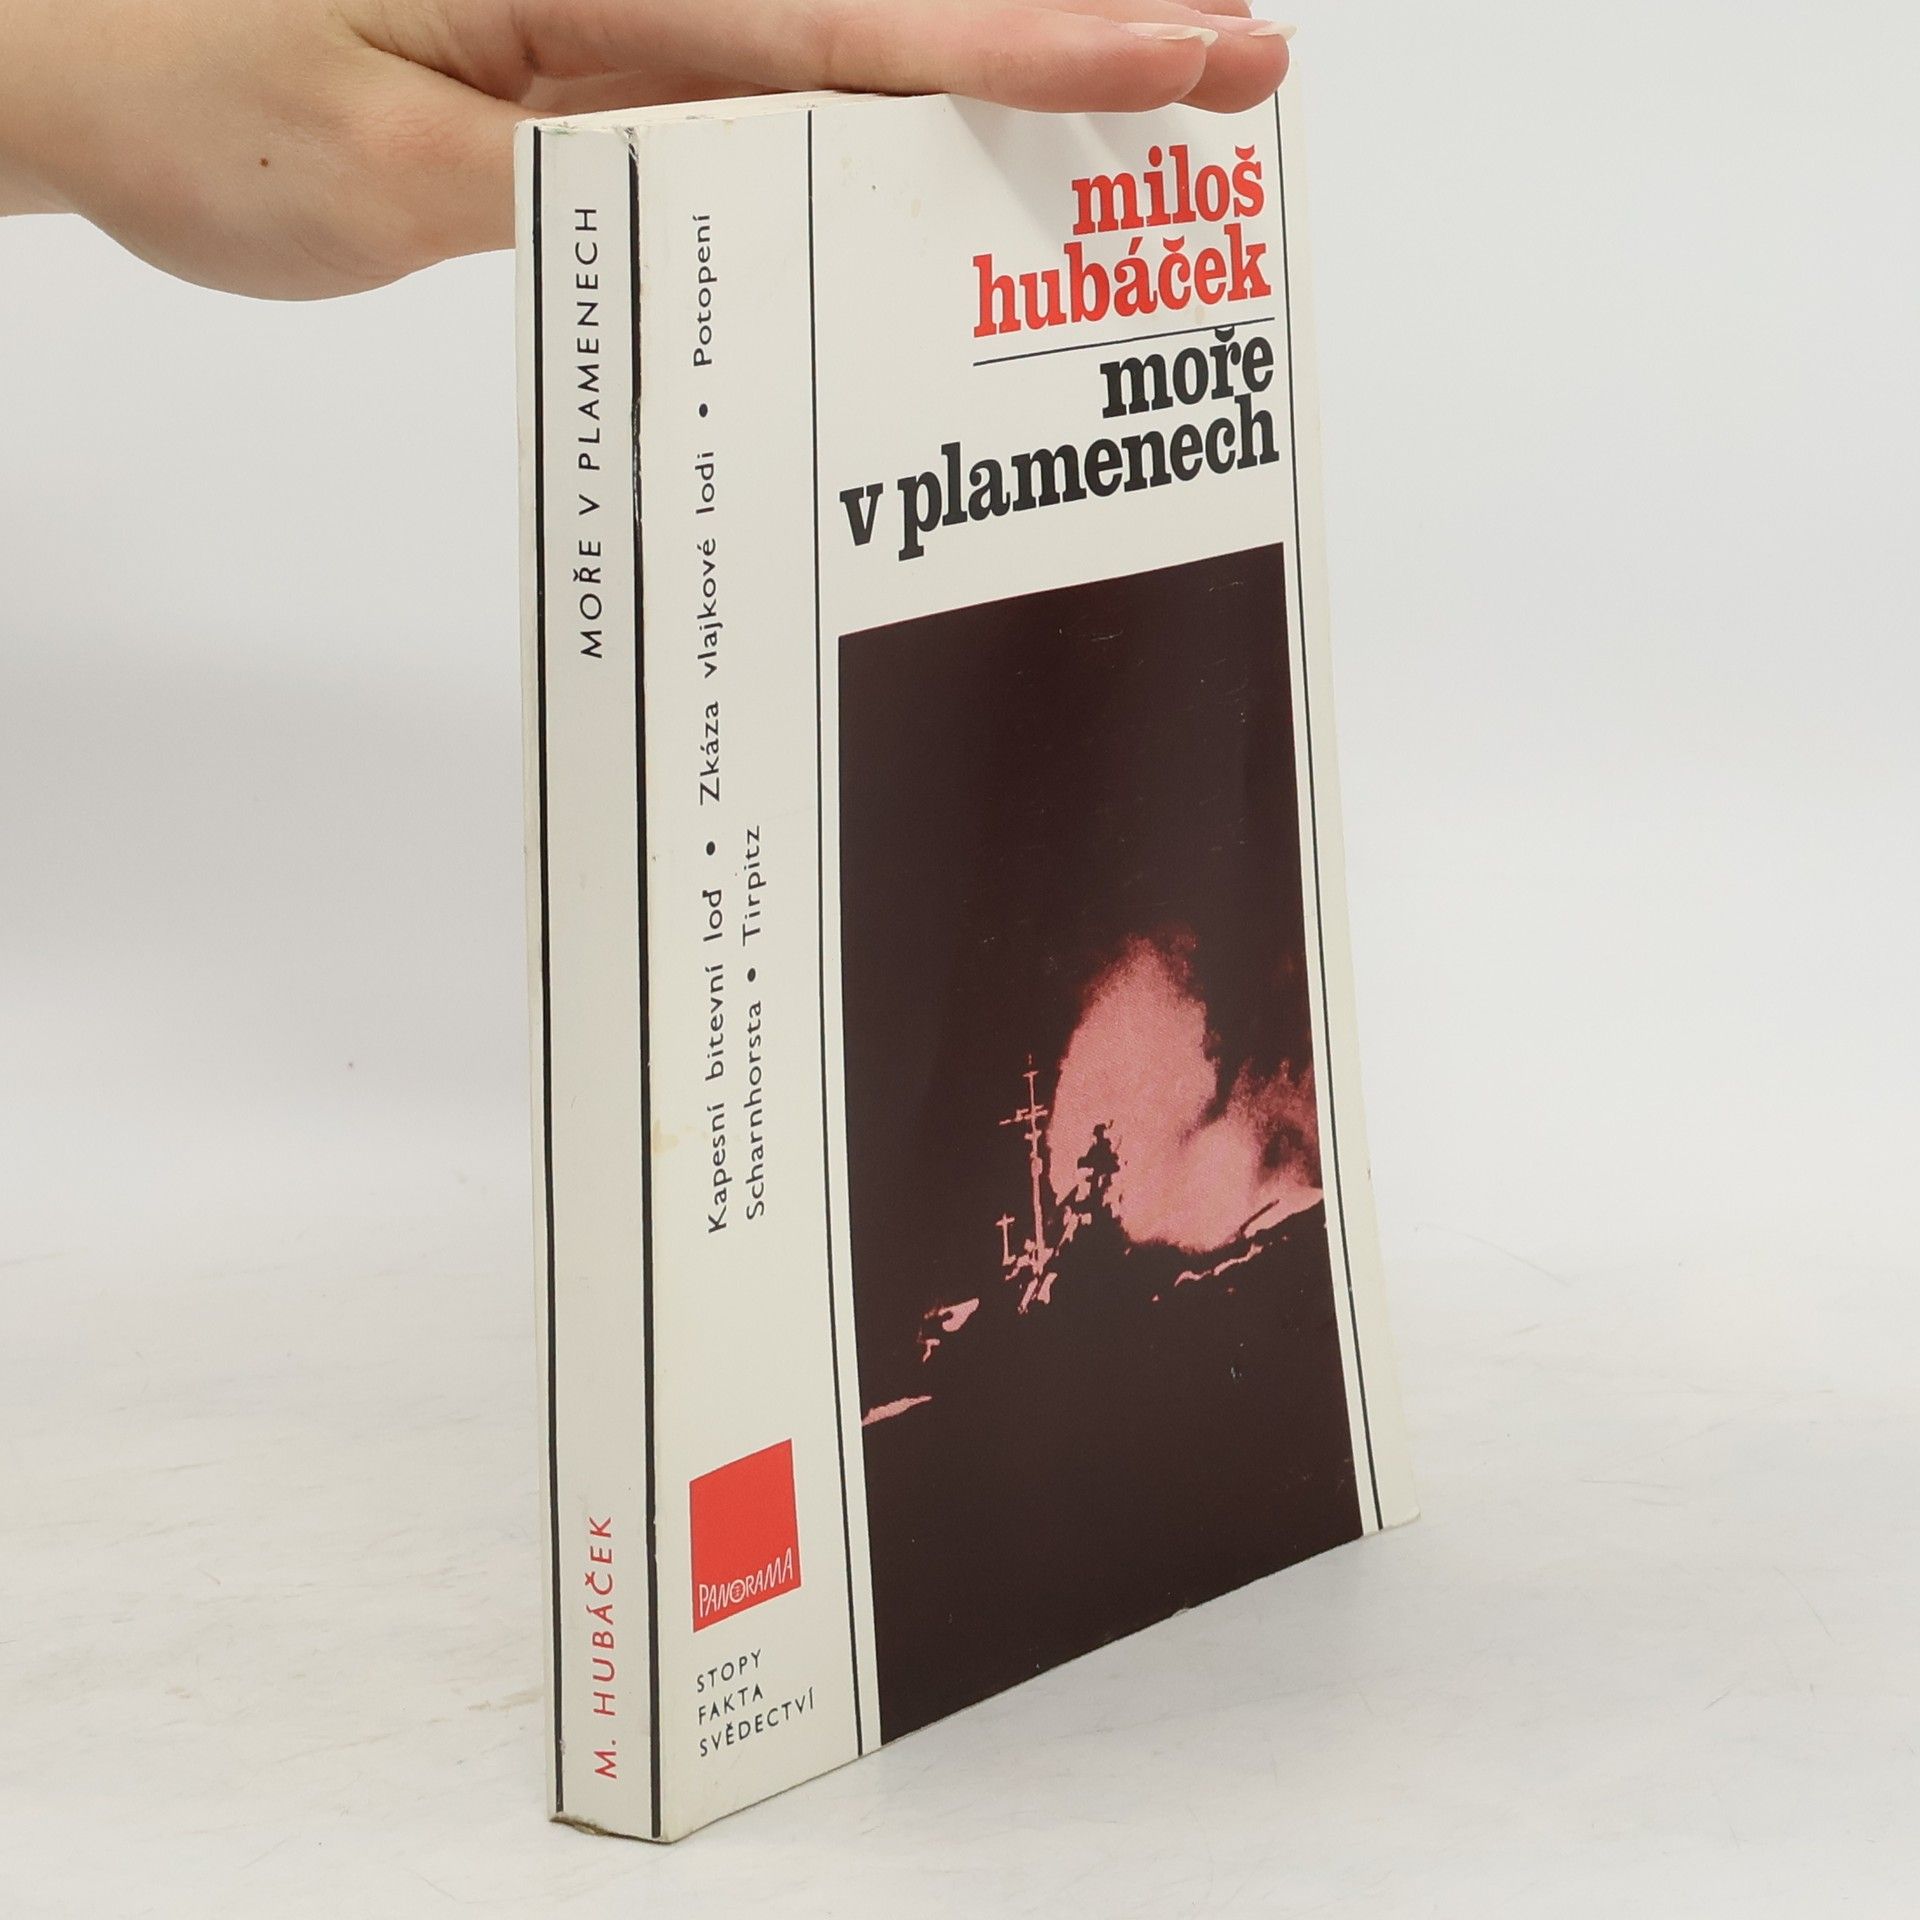 miloš
hubáček
moře
v plamenech
Kapesní bitevní loď • Zkáza vlajkové lodi • Potopení
Scharnhorsta • Tirpitz
PANORAMA
STOPY
FAKTA
SVĚDECTVÍ
M. HUBÁČEK MOŘE V PLAMENECH